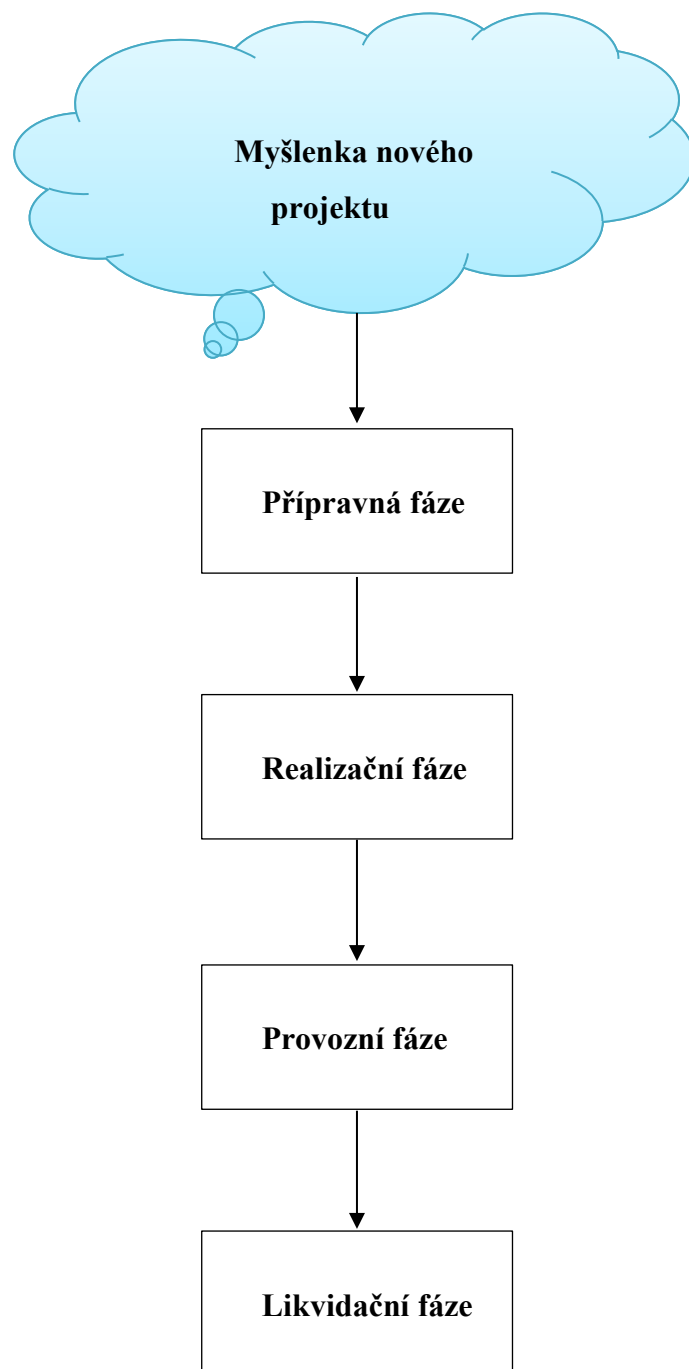 Myšlenka nového
projektu
Přípravná fáze
Realizační fáze
Provozní fáze
Likvidační fáze